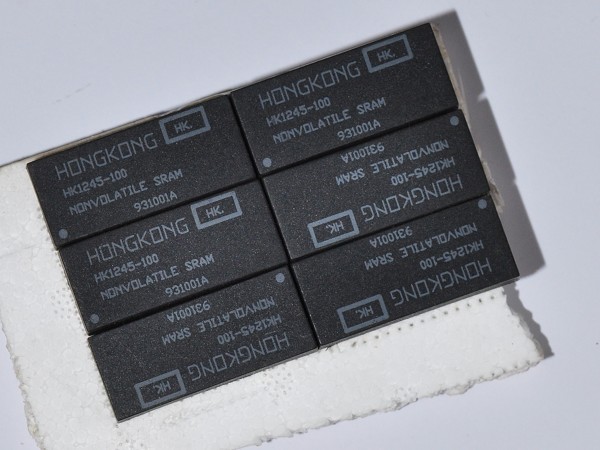 HONGKONG HK.
HK1245-100
NONVOLATILE SRAM
931001A
HONGKONG HK.
HK1245-100
NONVOLATILE SRAM
931001A
HONGKONG HK.
HK1245-100
NONVOLATILE SRAM
931001A
HONGKONG HK.
HK1245-100
NONVOLATILE SRAM
931001A
HONGKONG HK.
HK1245-100
NONVOLATILE SRAM
931001A
HONGKONG HK.
HK1245-100
NONVOLATILE SRAM
931001A